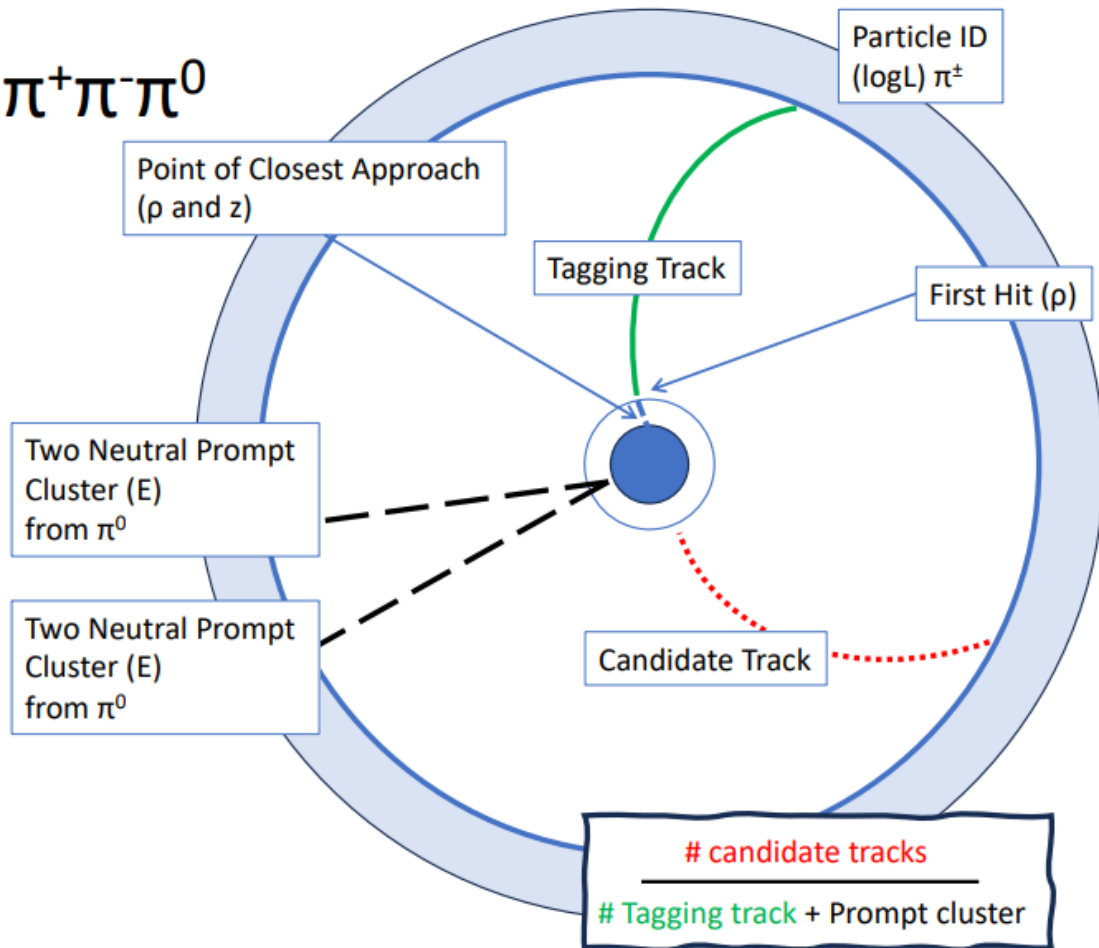 π⁺π⁻π⁰
Particle ID
(logL) π±
Point of Closest Approach
(ρ and z)
Tagging Track
First Hit (ρ)
Two Neutral Prompt
Cluster (E)
from π⁰
Two Neutral Prompt
Cluster (E)
from π⁰
Candidate Track
# candidate tracks
# Tagging track + Prompt cluster